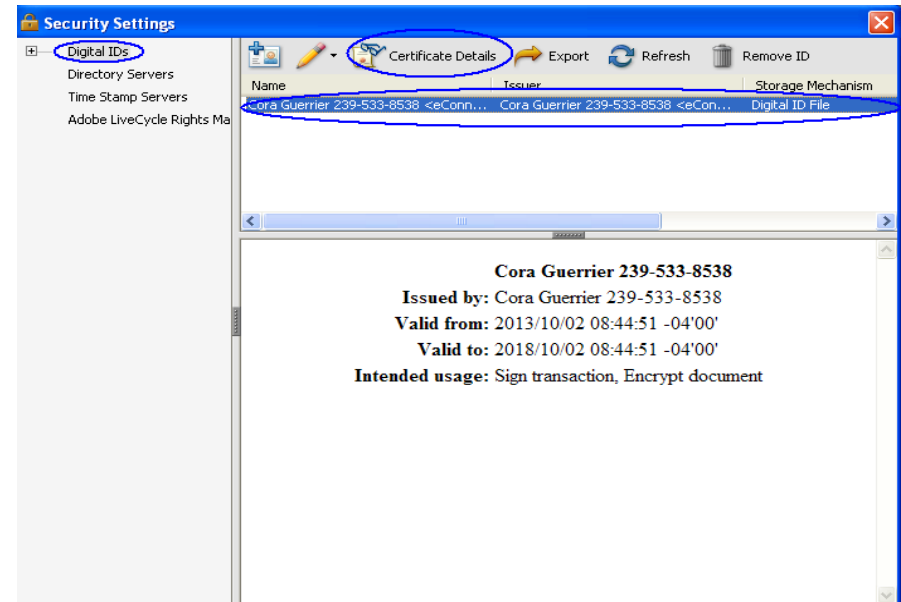 Security Settings
Digital IDs
Directory Servers
Time Stamp Servers
Adobe LiveCycle Rights Ma
Certificate Details Export Refresh Remove ID
Name Issuer Storage Mechanism
Cora Guerrier 239-533-8538 <eConn... Cora Guerrier 239-533-8538 <eCon... Digital ID File
Cora Guerrier 239-533-8538
Issued by: Cora Guerrier 239-533-8538
Valid from: 2013/10/02 08:44:51 -04'00'
Valid to: 2018/10/02 08:44:51 -04'00'
Intended usage: Sign transaction, Encrypt document